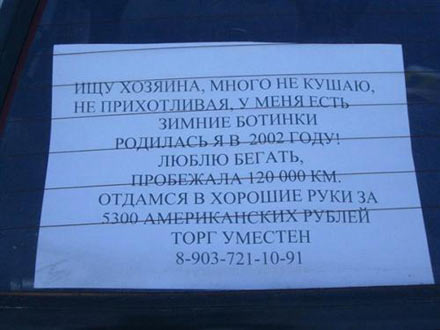 ИЩУ ХОЗЯИНА, МНОГО НЕ КУШАЮ,
НЕ ПРИХОТЛИВАЯ, У МЕНЯ ЕСТЬ
ЗИМНИЕ БОТИНКИ
РОДИЛАСЬ Я В 2002 ГОДУ!
ЛЮБЛЮ БЕГАТЬ,
ПРОБЕЖАЛА 120 000 КМ.
ОТДАМСЯ В ХОРОШИЕ РУКИ ЗА
5300 АМЕРИКАНСКИХ РУБЛЕЙ
ТОРГ УМЕСТЕН
8-903-721-10-91